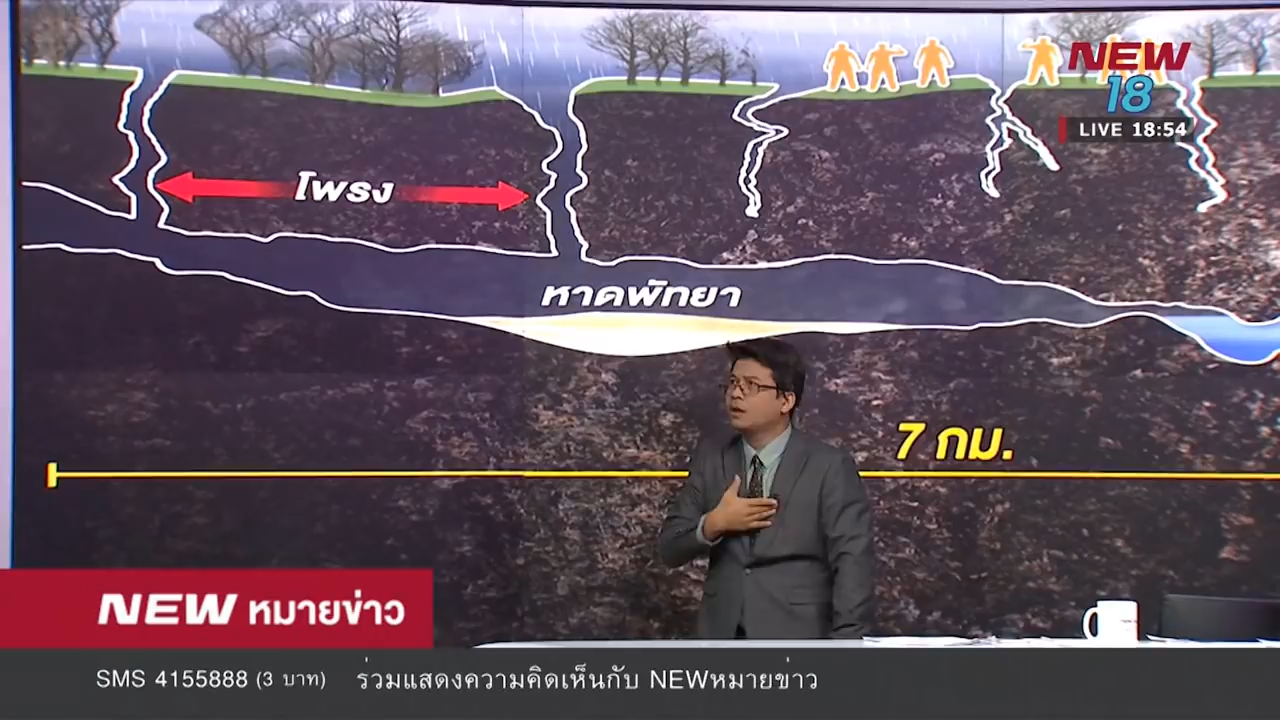 NEW
18
LIVE 18:54
โพรง
หาดพัทยา
7 กม.
NEW หมายข่าว
SMS 4155888 (3 บาท) ร่วมแสดงความคิดเห็นกับ NEWหมายข่าว